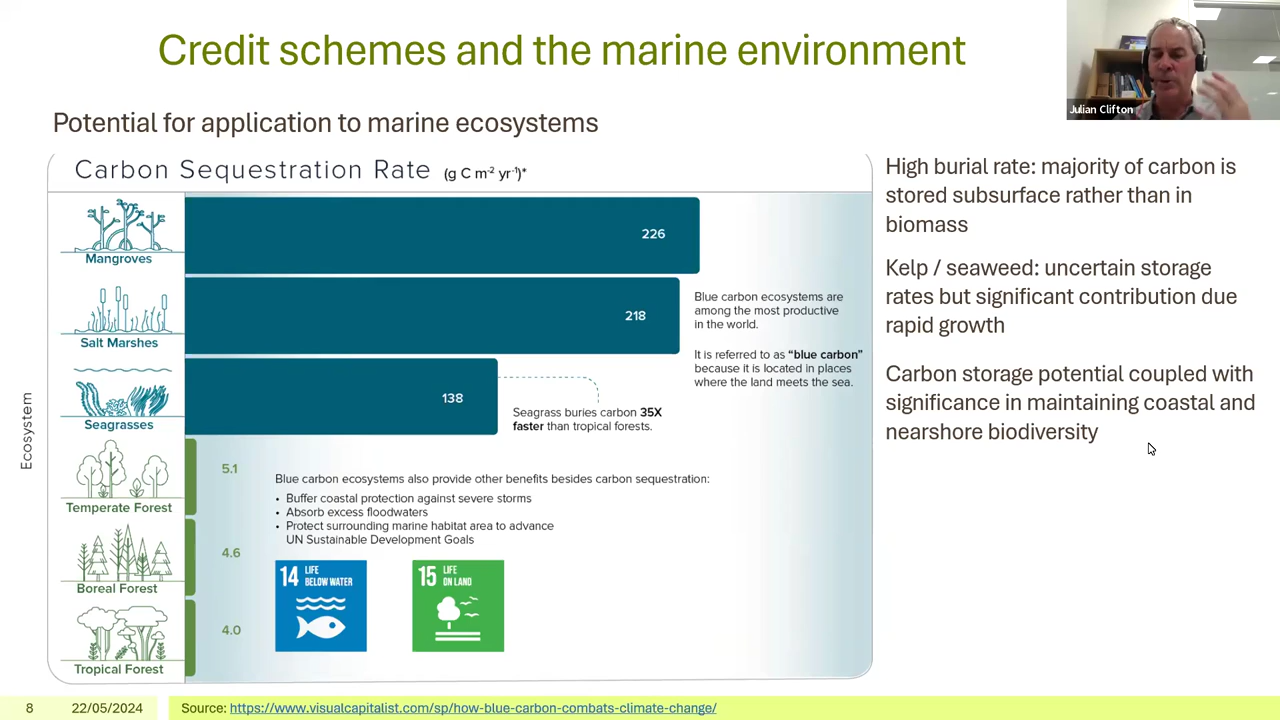 Credit schemes and the marine environment
Julian Clifton
Potential for application to marine ecosystems
Carbon Sequestration Rate (g C m-2 yr-1)*
Ecosystem
Mangroves
226
Salt Marshes
218
Seagrasses
138
Temperate Forest
5.1
Boreal Forest
4.6
Tropical Forest
4.0
Blue carbon ecosystems are
among the most productive
in the world.
It is referred to as “blue carbon”
because it is located in places
where the land meets the sea.
Seagrass buries carbon 35X
faster than tropical forests.
Blue carbon ecosystems also provide other benefits besides carbon sequestration:
• Buffer coastal protection against severe storms
• Absorb excess floodwaters
• Protect surrounding marine habitat area to advance
UN Sustainable Development Goals
14 LIFE
BELOW WATER
15 LIFE
ON LAND
High burial rate: majority of carbon is
stored subsurface rather than in
biomass
Kelp / seaweed: uncertain storage
rates but significant contribution due
rapid growth
Carbon storage potential coupled with
significance in maintaining coastal and
nearshore biodiversity
8
22/05/2024
Source: https://www.visualcapitalist.com/sp/how-blue-carbon-combats-climate-change/